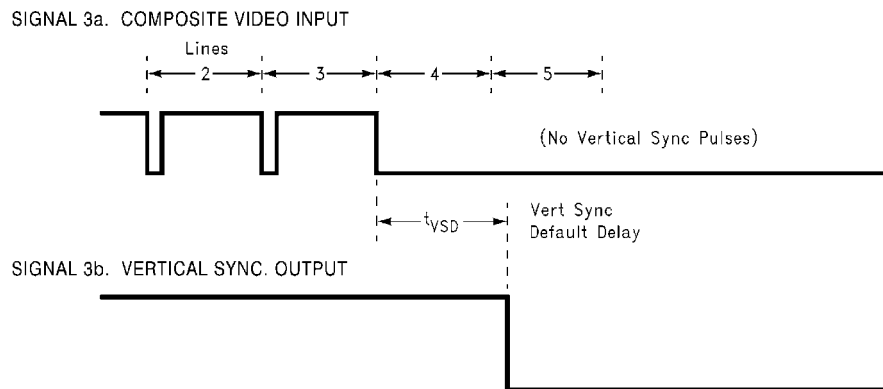 SIGNAL 3a. COMPOSITE VIDEO INPUT
Lines
2 3 4 5
(No Vertical Sync Pulses)
tVSD
Vert Sync
Default Delay
SIGNAL 3b. VERTICAL SYNC. OUTPUT